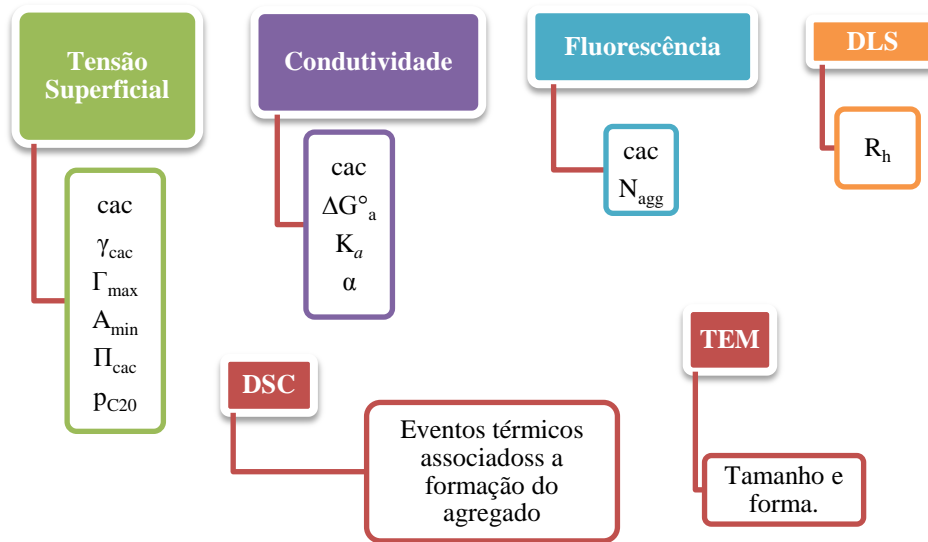 Tensão
Superficial
cac
γcac
Γmax
Amin
Πcac
pC20
Condutividade
cac
ΔG°a
Ka
α
Fluorescência
cac
Nagg
DLS
Rh
DSC
Eventos térmicos
associadoss a
formação do
agregado
TEM
Tamanho e
forma.